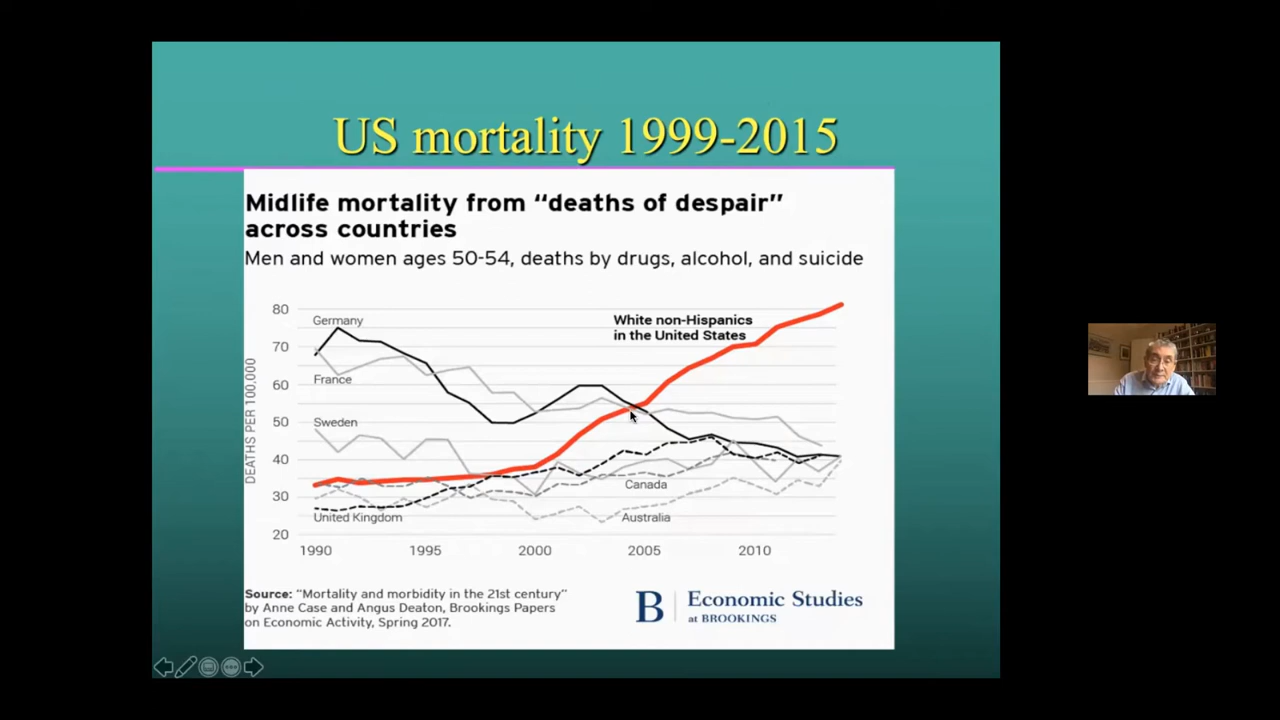 US mortality 1999-2015
Midlife mortality from “deaths of despair”
across countries
Men and women ages 50-54, deaths by drugs, alcohol, and suicide
DEATHS PER 100,000
80
70
60
50
40
30
20
Germany
France
Sweden
United Kingdom
White non-Hispanics
in the United States
Canada
Australia
1990
1995
2000
2005
2010
Source: “Mortality and morbidity in the 21st century”
by Anne Case and Angus Deaton, Brookings Papers
on Economic Activity, Spring 2017.
B
Economic Studies
at BROOKINGS